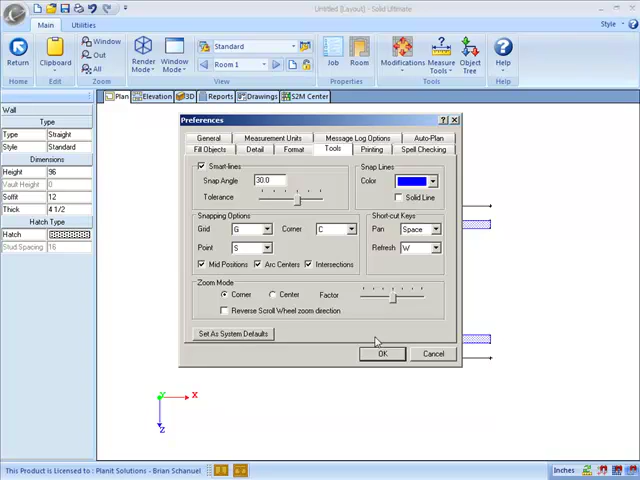 Untitled [Layout] - Solid Ultimate
Main Utilities Style
Return Clipboard Window Out All Render Mode Window Mode Standard Room 1 Job Room Modifications Measure Tools Object Tree Help
Exit Edit Zoom View Properties Tools Help
Plan Elevation 3D Reports Drawings S2M Center
Wall
Type
Type Straight
Style Standard
Dimensions
Height 96
Vault Height 0
Soffit 12
Thick 4 1/2
Hatch Type
Hatch
Stud Spacing 16
Preferences
General Measurement Units Message Log Options Auto-Plan
Fill Objects Detail Format Tools Printing Spell Checking
Smart-lines
Snap Angle 30.0
Tolerance
Snap Lines
Color
Solid Line
Snapping Options
Grid G Corner C
Point S
Mid Positions Arc Centers Intersections
Short-cut Keys
Pan Space
Refresh W
Zoom Mode
Corner Center Factor
Reverse Scroll Wheel zoom direction
Set As System Defaults
OK Cancel
Y X
Z
This Product is Licensed to : Planit Solutions - Brian Schanuel Inches